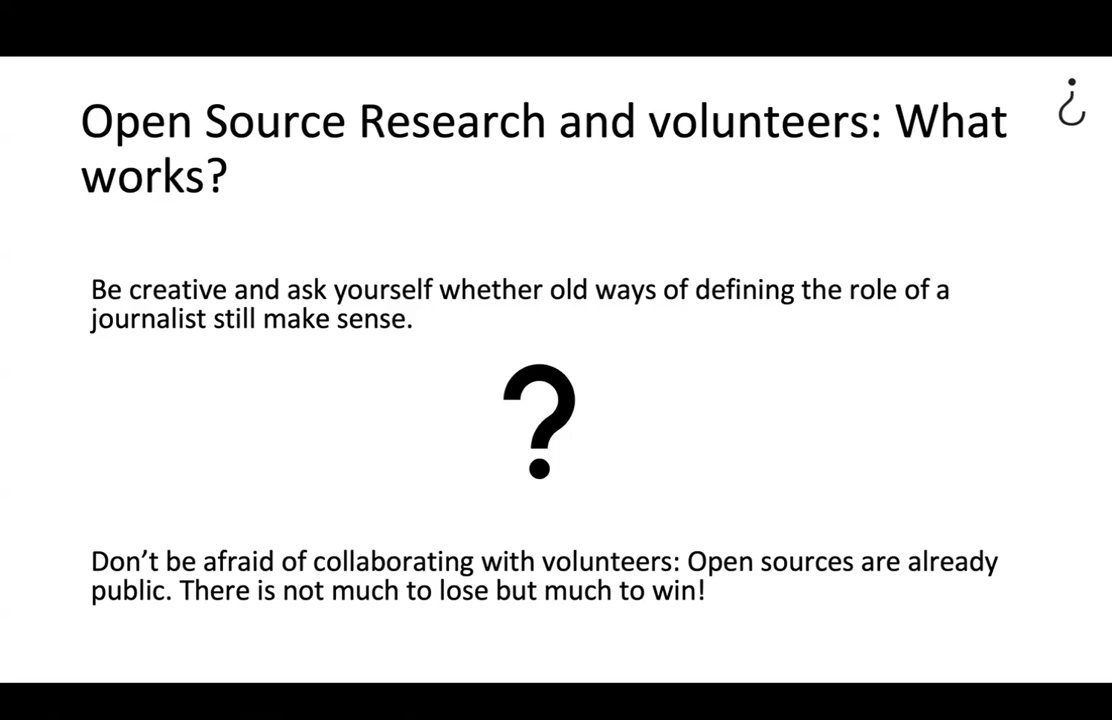 Open Source Research and volunteers: What
works?
¿
Be creative and ask yourself whether old ways of defining the role of a
journalist still make sense.
?
Don’t be afraid of collaborating with volunteers: Open sources are already
public. There is not much to lose but much to win!